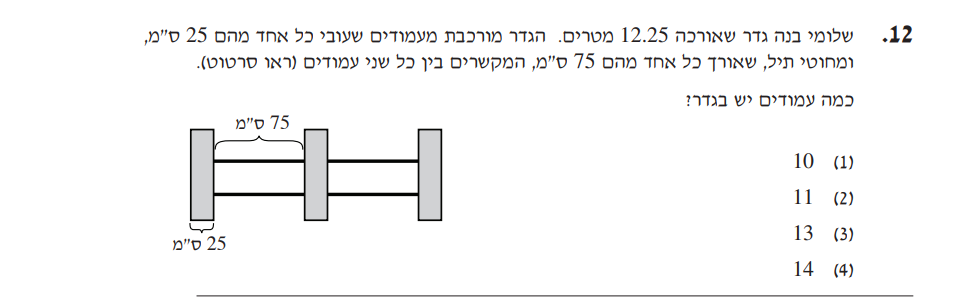 12. שלומי בנה גדר שאורכה 12.25 מטרים. הגדר מורכבת מעמודים שעובי כל אחד מהם 25 ס"מ,
ומחוטי תיל, שאורך כל אחד מהם 75 ס"מ, המקשרים בין כל שני עמודים (ראו סרטוט).
כמה עמודים יש בגדר?
75 ס"מ
25 ס"מ
(1) 10
(2) 11
(3) 13
(4) 14